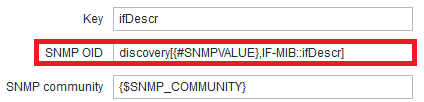 Key ifDescr
SNMP OID discovery[{#SNMPVALUE},IF-MIB::ifDescr]
SNMP community {$SNMP_COMMUNITY}